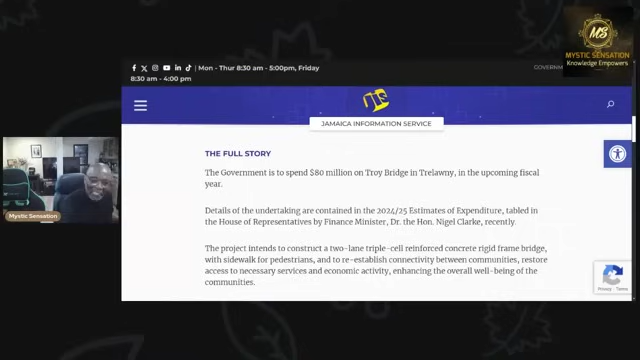 | Mon - Thur 8:30 am - 5:00pm, Friday
8:30 am - 4:00 pm
MS
MYSTIC SENSATION
Knowledge Empowers
JIS
JAMAICA INFORMATION SERVICE
THE FULL STORY
The Government is to spend $80 million on Troy Bridge in Trelawny, in the upcoming fiscal
year.
Details of the undertaking are contained in the 2024/25 Estimates of Expenditure, tabled in
the House of Representatives by Finance Minister, Dr. the Hon. Nigel Clarke, recently.
The project intends to construct a two-lane triple-cell reinforced concrete rigid frame bridge,
with sidewalk for pedestrians, and to re-establish connectivity between communities, restore
access to necessary services and economic activity, enhancing the overall well-being of the
communities.
Mystic Sensation
Privacy - Terms